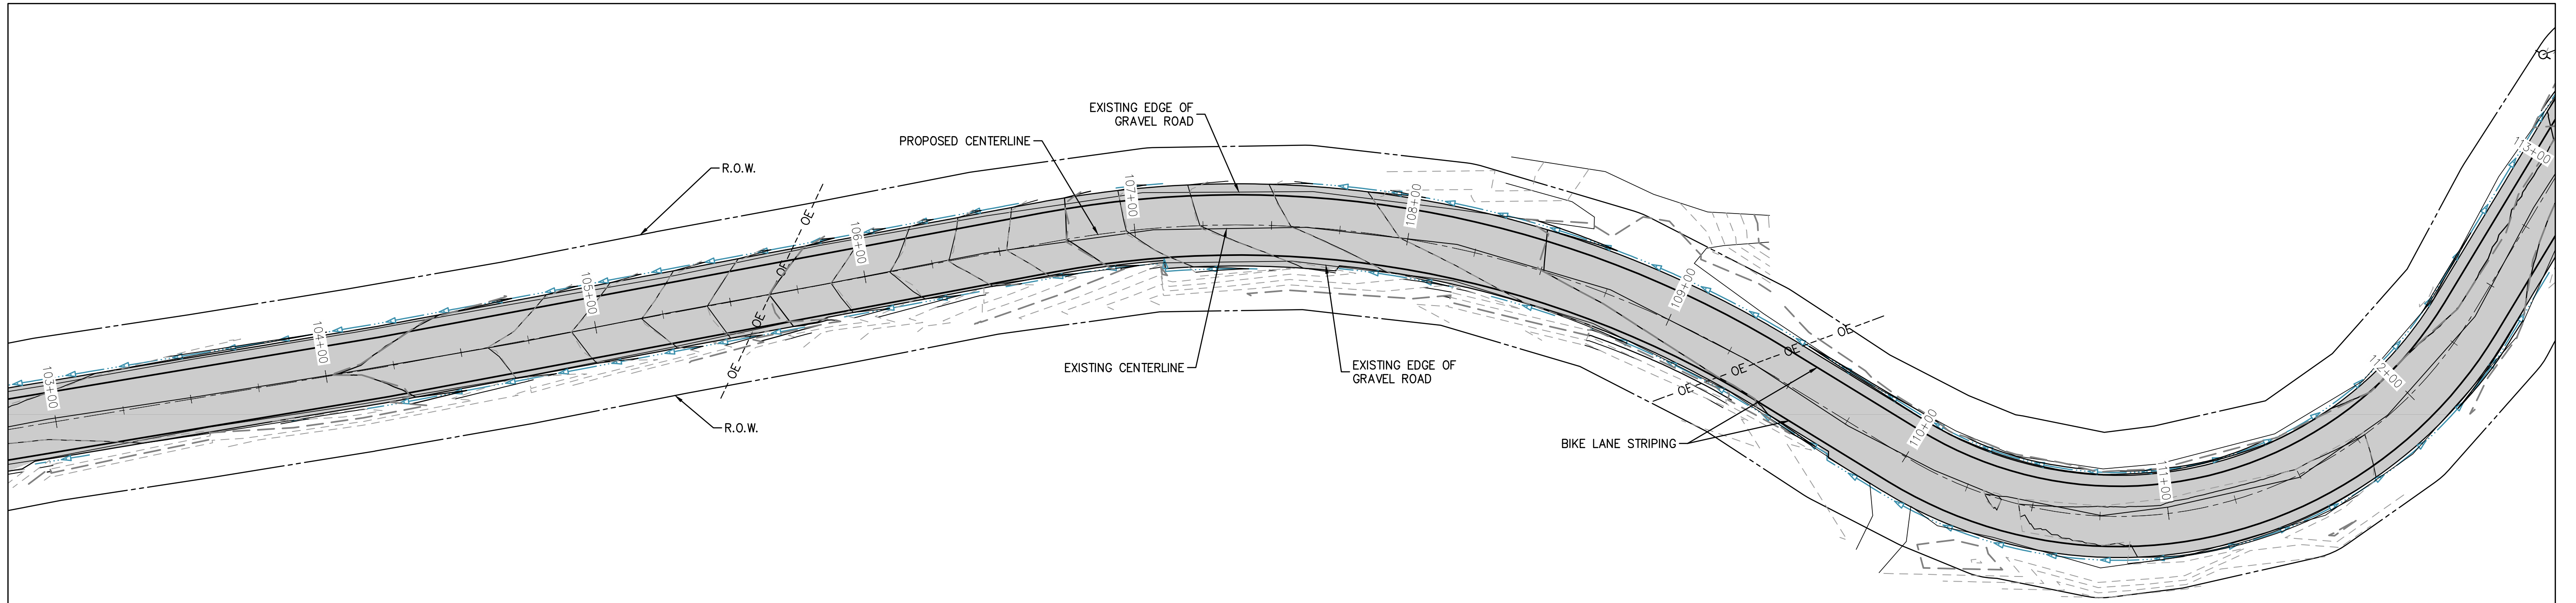 EXISTING EDGE OF
GRAVEL ROAD
PROPOSED CENTERLINE
R.O.W.
OE
OE
OE
OE
103+00
104+00
105+00
106+00
107+00
108+00
109+00
110+00
111+00
112+00
113+00
EXISTING CENTERLINE
EXISTING EDGE OF
GRAVEL ROAD
R.O.W.
BIKE LANE STRIPING
OE
OE
OE
OE